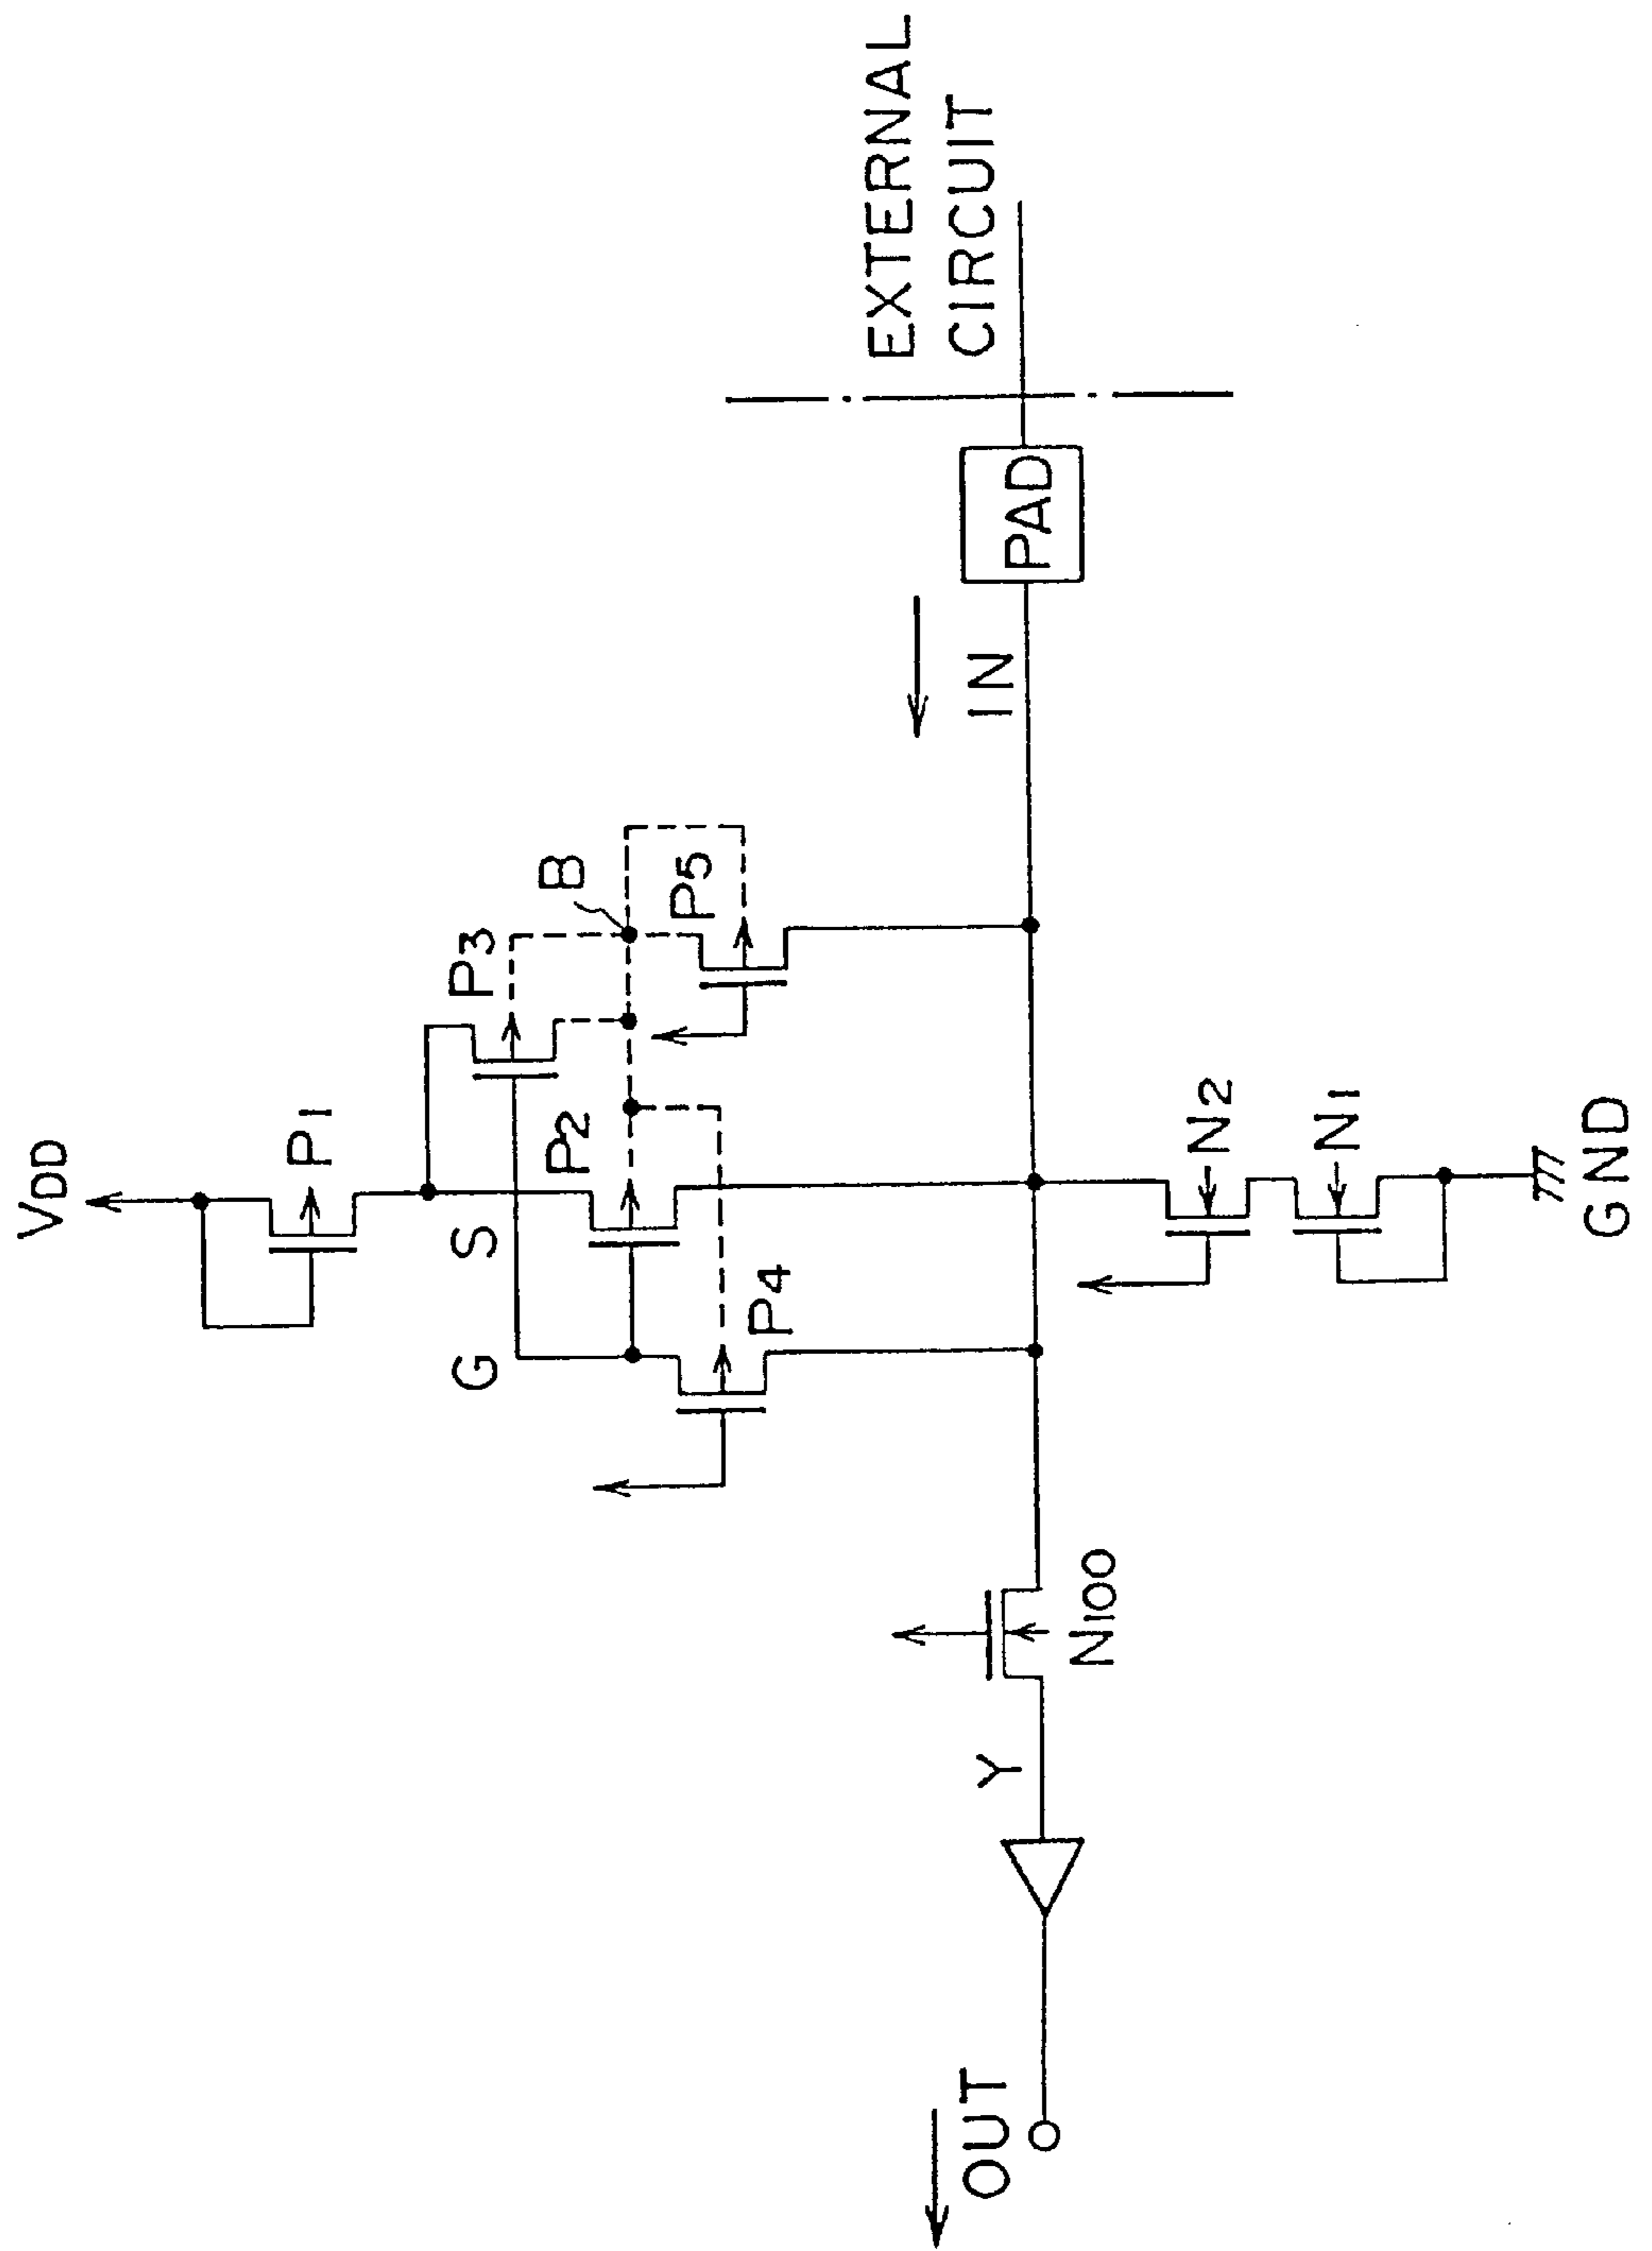 VDD
P1
P3
B
S
P2
P5
G
P4
EXTERNAL
CIRCUIT
IN
PAD
N2
N1
GND
N100
Y
OUT